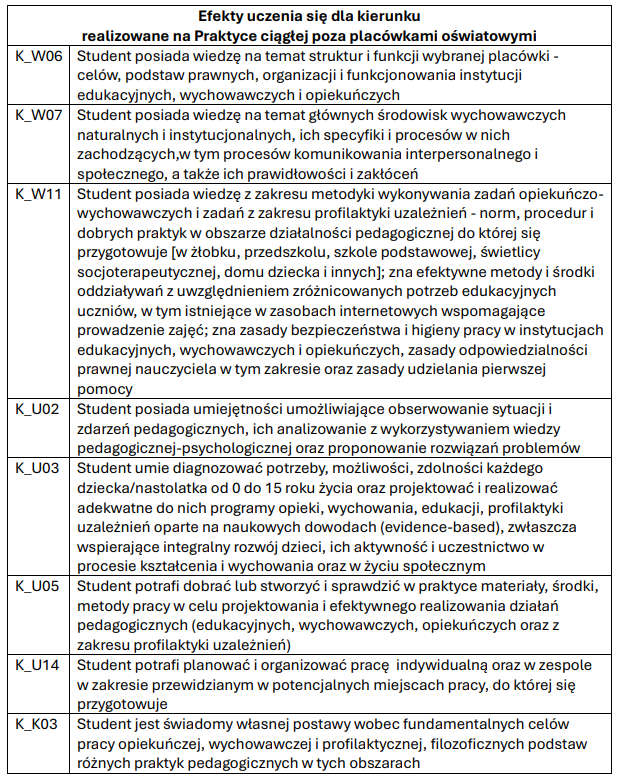 Efekty uczenia się dla kierunku
realizowane na Praktyce ciągłej poza placówkami oświatowymi
K_W06 Student posiada wiedzę na temat struktur i funkcji wybranej placówki -
celów, podstaw prawnych, organizacji i funkcjonowania instytucji
edukacyjnych, wychowawczych i opiekuńczych
K_W07 Student posiada wiedzę na temat głównych środowisk wychowawczych
naturalnych i instytucjonalnych, ich specyfiki i procesów w nich
zachodzących,w tym procesów komunikowania interpersonalnego i
społecznego, a także ich prawidłowości i zakłóceń
K_W11 Student posiada wiedzę z zakresu metodyki wykonywania zadań opiekuńczo-
wychowawczych i zadań z zakresu profilaktyki uzależnień - norm, procedur i
dobrych praktyk w obszarze działalności pedagogicznej do której się
przygotowuje [w żłobku, przedszkolu, szkole podstawowej, świetlicy
socjoterapeutycznej, domu dziecka i innych]; zna efektywne metody i środki
oddziaływań z uwzględnieniem zróżnicowanych potrzeb edukacyjnych
uczniów, w tym istniejące w zasobach internetowych wspomagające
prowadzenie zajęć; zna zasady bezpieczeństwa i higieny pracy w instytucjach
edukacyjnych, wychowawczych i opiekuńczych, zasady odpowiedzialności
prawnej nauczyciela w tym zakresie oraz zasady udzielania pierwszej
pomocy
K_U02 Student posiada umiejętności umożliwiające obserwowanie sytuacji i
zdarzeń pedagogicznych, ich analizowanie z wykorzystywaniem wiedzy
pedagogicznej-psychologicznej oraz proponowanie rozwiązań problemów
K_U03 Student umie diagnozować potrzeby, możliwości, zdolności każdego
dziecka/nastolatka od 0 do 15 roku życia oraz projektować i realizować
adekwatne do nich programy opieki, wychowania, edukacji, profilaktyki
uzależnień oparte na naukowych dowodach (evidence-based), zwłaszcza
wspierające integralny rozwój dzieci, ich aktywność i uczestnictwo w
procesie kształcenia i wychowania oraz w życiu społecznym
K_U05 Student potrafi dobrać lub stworzyć i sprawdzić w praktyce materiały, środki,
metody pracy w celu projektowania i efektywnego realizowania działań
pedagogicznych (edukacyjnych, wychowawczych, opiekuńczych oraz z
zakresu profilaktyki uzależnień)
K_U14 Student potrafi planować i organizować pracę indywidualną oraz w zespole
w zakresie przewidzianym w potencjalnych miejscach pracy, do której się
przygotowuje
K_K03 Student jest świadomy własnej postawy wobec fundamentalnych celów
pracy opiekuńczej, wychowawczej i profilaktycznej, filozoficznych podstaw
różnych praktyk pedagogicznych w tych obszarach